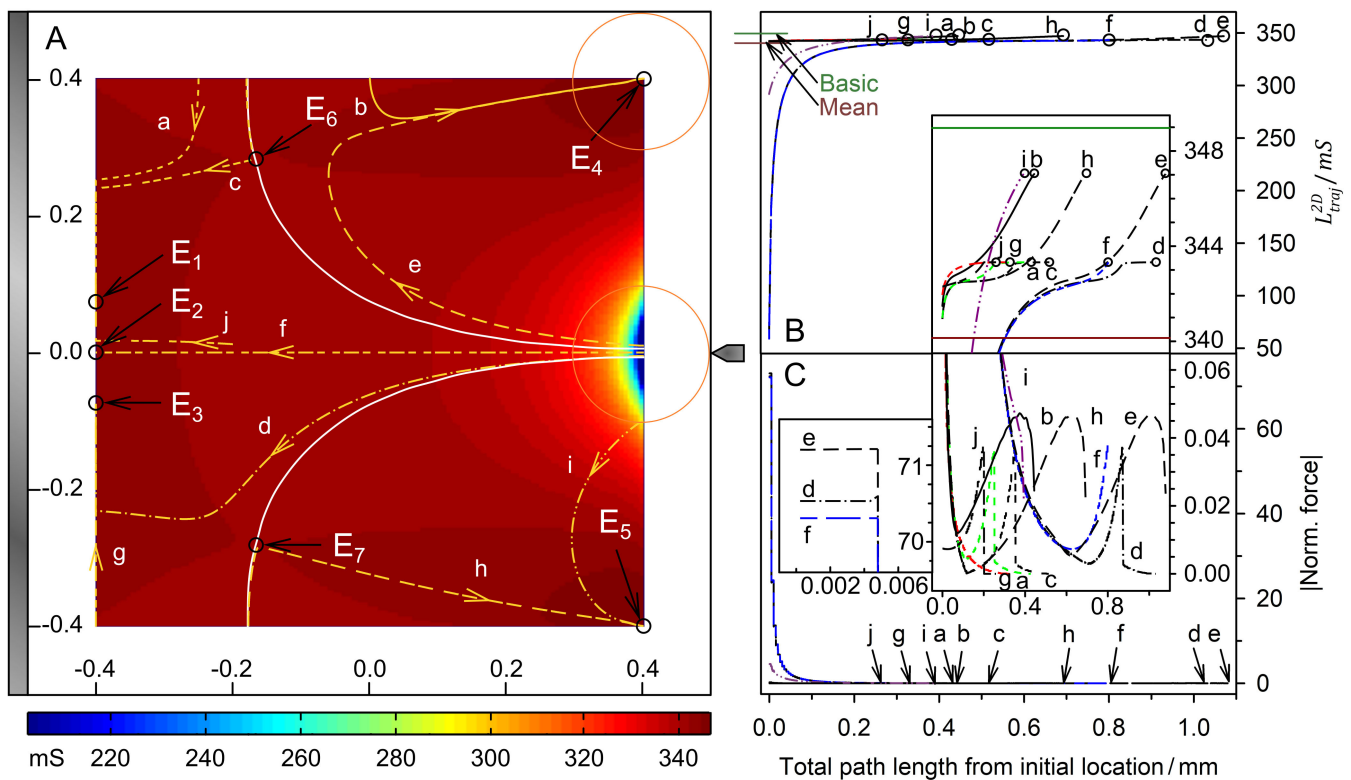 A
0.4
0.2
0.0
-0.2
-0.4
-0.4
-0.2
0.0
0.2
0.4
a
b
c
E6
E4
E1
E2
e
j
f
E3
d
i
g
E7
E5
h
mS
220
240
260
280
300
320
340
j
g
i
a
b
c
h
f
d
e
350
300
250
200
150
100
50
L2Dtraj / mS
Basic
Mean
B
i
b
h
e
348
344
340
j
g
a
c
f
d
C
e
d
f
71
70
0.002
0.006
i
j
b
h
e
f
d
g
a
c
0.06
0.04
0.02
0.00
0.0
0.4
0.8
60
40
20
0
|Norm. force|
j
g
i
a
b
c
h
f
d
e
0.0
0.2
0.4
0.6
0.8
1.0
Total path length from initial location / mm